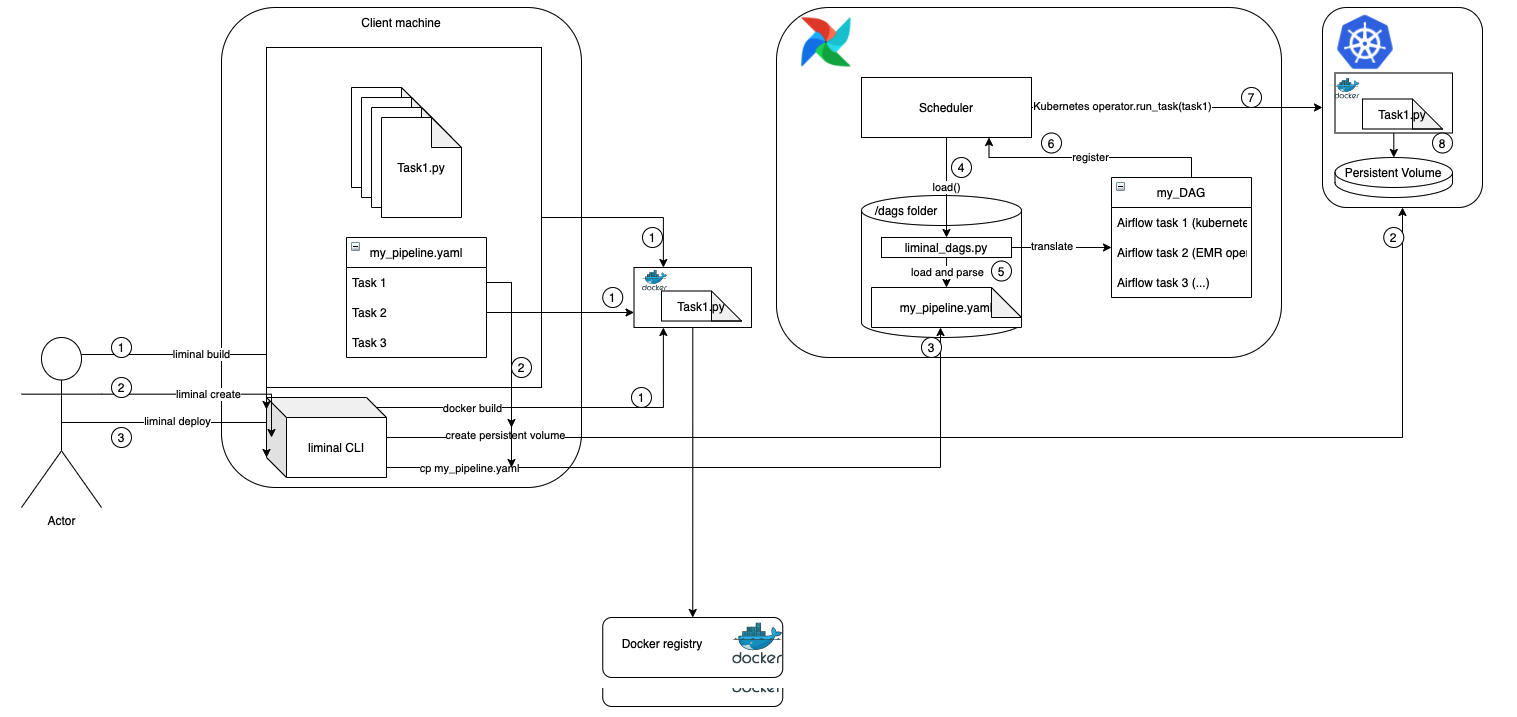 Client machine
Task1.py
my_pipeline.yaml
Task 1
Task 2
Task 3
1
liminal build
2
liminal create
liminal deploy
3
Actor
liminal CLI
2
1
1
1
docker build
create persistent volume
cp my_pipeline.yaml
docker
Task1.py
Docker registry
docker
docker
Scheduler
Kubernetes operator.run_task(task1)
7
6
register
4
load()
/dags folder
liminal_dags.py
translate
load and parse
5
my_pipeline.yaml
3
my_DAG
Airflow task 1 (kubernete
Airflow task 2 (EMR oper
Airflow task 3 (...)
docker
Task1.py
8
Persistent Volume
2